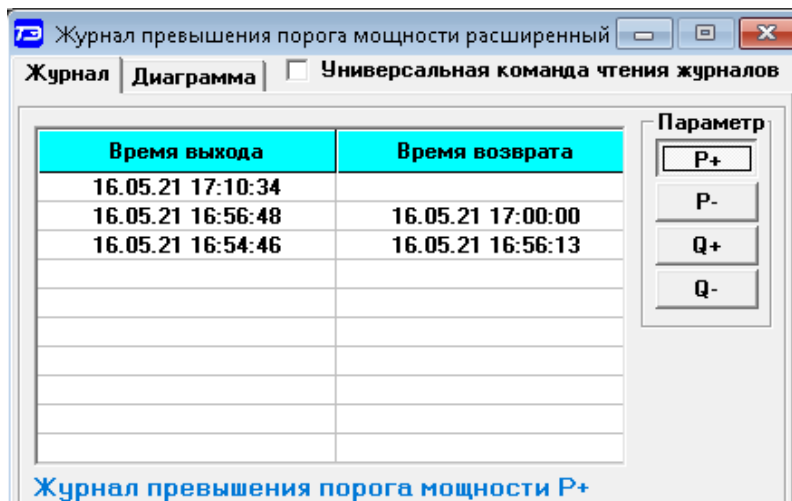 ТЭ Журнал превышения порога мощности расширенный
Журнал Диаграмма Универсальная команда чтения журналов
Параметр
Время выхода Время возврата
P+
16.05.21 17:10:34
P-
16.05.21 16:56:48 16.05.21 17:00:00
16.05.21 16:54:46 16.05.21 16:56:13
Q+
Q-
Журнал превышения порога мощности P+